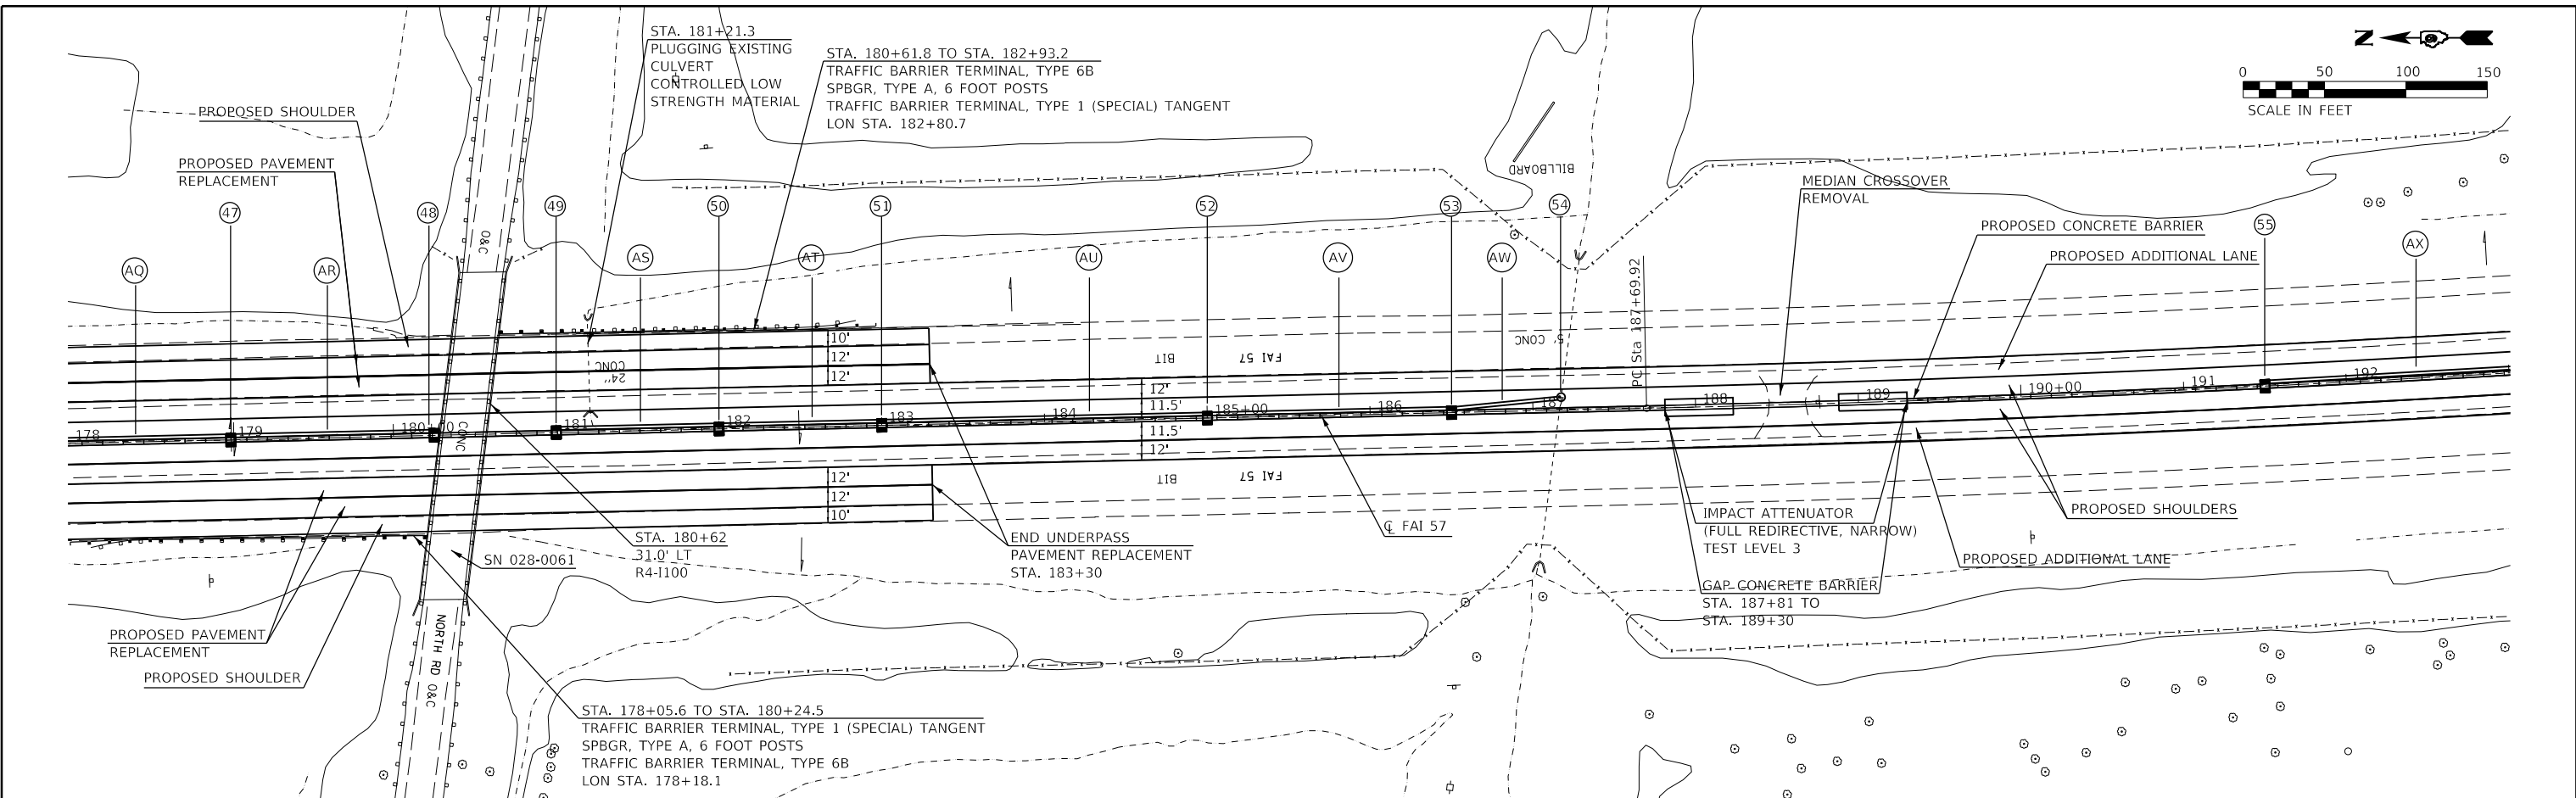 STA. 181+21.3
PLUGGING EXISTING
CULVERT
CONTROLLED LOW
STRENGTH MATERIAL
STA. 180+61.8 TO STA. 182+93.2
TRAFFIC BARRIER TERMINAL, TYPE 6B
SPBGR, TYPE A, 6 FOOT POSTS
TRAFFIC BARRIER TERMINAL, TYPE 1 (SPECIAL) TANGENT
LON STA. 182+80.7
N
0 50 100 150
SCALE IN FEET
PROPOSED SHOULDER
PROPOSED PAVEMENT
REPLACEMENT
BILLBOARD
MEDIAN CROSSOVER
REMOVAL
PROPOSED CONCRETE BARRIER
PROPOSED ADDITIONAL LANE
47 48 49 50 51 52 53 54 55
AQ AR AS AT AU AV AW AX
O&C
PC Sta 187+69.92
24" CONC
5' CONC
BIT
FAI 57
10'
12'
12'
12'
11.5'
11.5'
12'
178 179 180+00 181 182 183 184 185+00 186 187 188 189 190+00 191 192
CONC
12'
12'
10'
BIT
FAI 57
℄ FAI 57
STA. 180+62
31.0' LT
R4-I100
SN 028-0061
END UNDERPASS
PAVEMENT REPLACEMENT
STA. 183+30
IMPACT ATTENUATOR
(FULL REDIRECTIVE, NARROW)
TEST LEVEL 3
GAP CONCRETE BARRIER
STA. 187+81 TO
STA. 189+30
PROPOSED SHOULDERS
PROPOSED ADDITIONAL LANE
PROPOSED PAVEMENT
REPLACEMENT
PROPOSED SHOULDER
NORTH RD O&C
STA. 178+05.6 TO STA. 180+24.5
TRAFFIC BARRIER TERMINAL, TYPE 1 (SPECIAL) TANGENT
SPBGR, TYPE A, 6 FOOT POSTS
TRAFFIC BARRIER TERMINAL, TYPE 6B
LON STA. 178+18.1